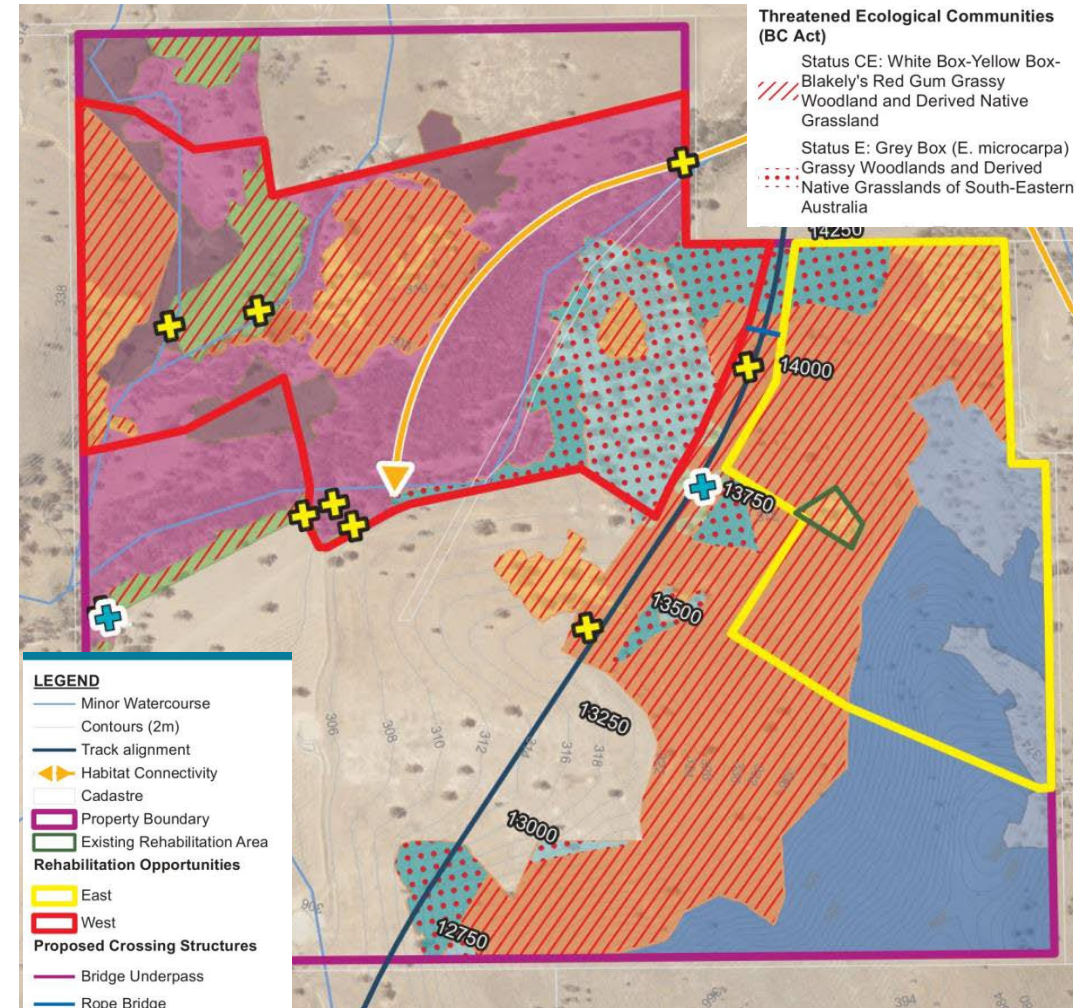 Threatened Ecological Communities
(BC Act)
Status CE: White Box-Yellow Box-
Blakely's Red Gum Grassy
Woodland and Derived Native
Grassland
Status E: Grey Box (E. microcarpa)
Grassy Woodlands and Derived
Native Grasslands of South-Eastern
Australia
14250
338
14000
13750
13500
13250
306
308
310
312
314
316
318
13000
12750
394
LEGEND
Minor Watercourse
Contours (2m)
Track alignment
Habitat Connectivity
Cadastre
Property Boundary
Existing Rehabilitation Area
Rehabilitation Opportunities
East
West
Proposed Crossing Structures
Bridge Underpass
Rope Bridge